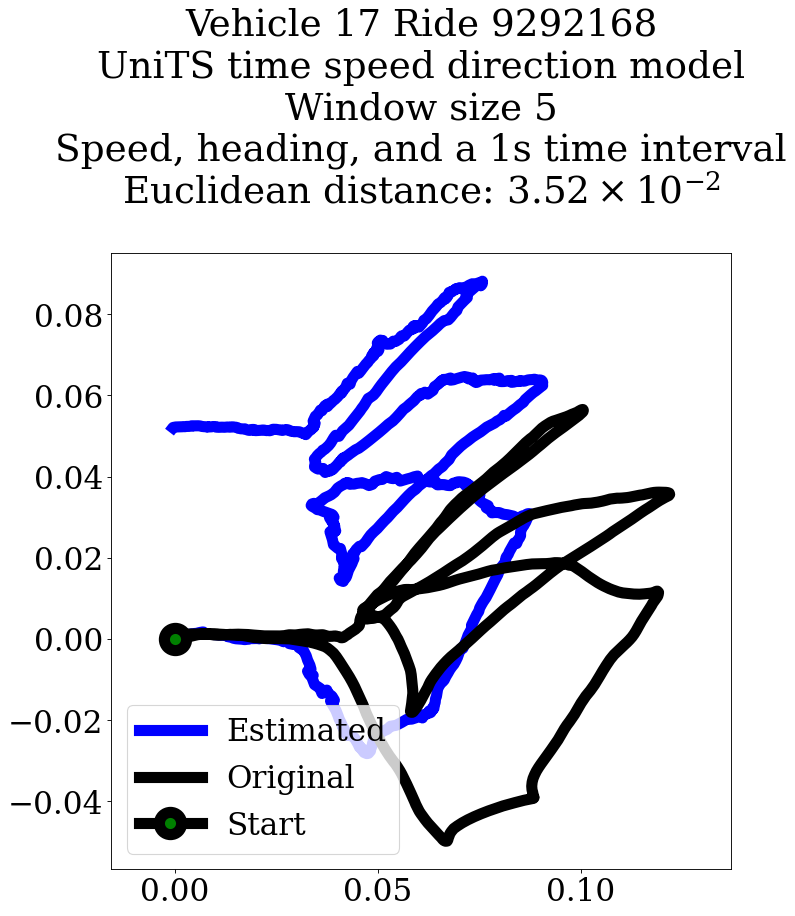 Vehicle 17 Ride 9292168
UniTS time speed direction model
Window size 5
Speed, heading, and a 1s time interval
Euclidean distance: 3.52 × 10⁻²
0.08
0.06
0.04
0.02
0.00
−0.02
−0.04
Estimated
Original
Start
0.00 0.05 0.10